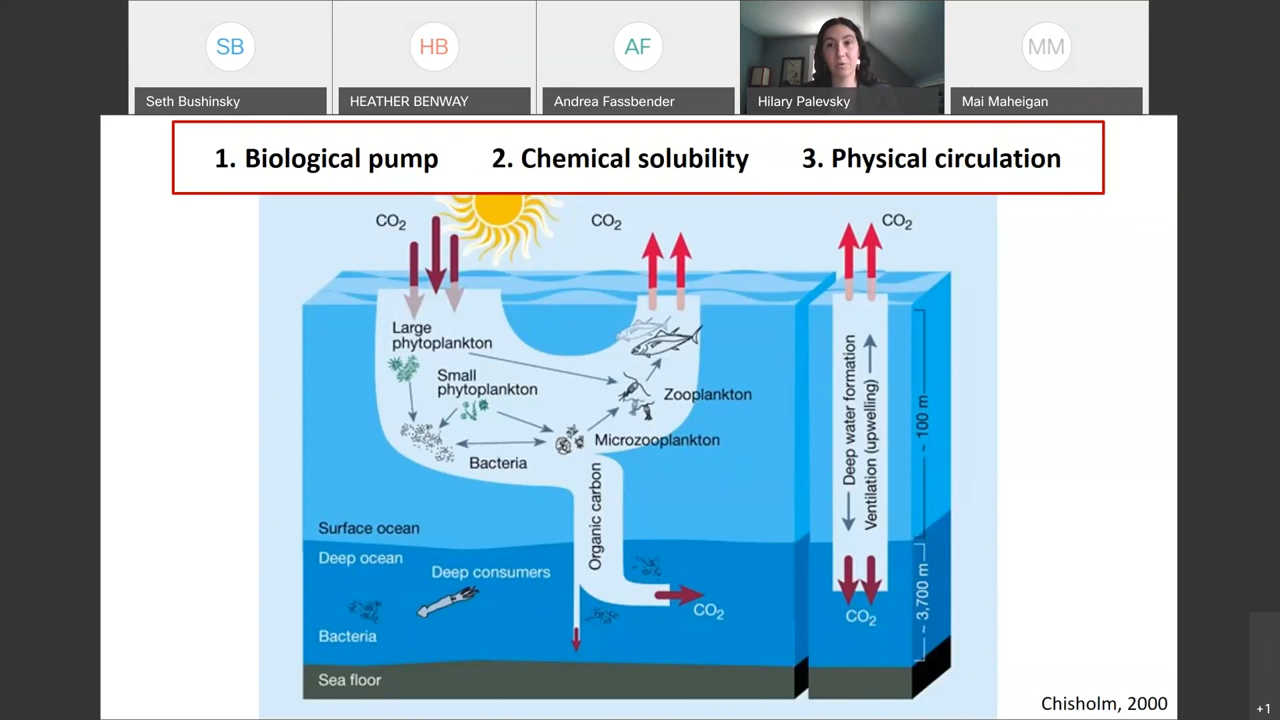 SB
HB
AF
MM
Seth Bushinsky
HEATHER BENWAY
Andrea Fassbender
Hilary Palevsky
Mai Maheigan
1. Biological pump 2. Chemical solubility 3. Physical circulation
CO2
CO2
CO2
Large
phytoplankton
Small
phytoplankton
Zooplankton
Microzooplankton
Bacteria
Organic carbon
Surface ocean
Deep ocean
Deep consumers
Bacteria
CO2
Sea floor
Deep water formation
Ventilation (upwelling)
CO2
~ 100 m
~ 3,700 m
Chisholm, 2000
+1